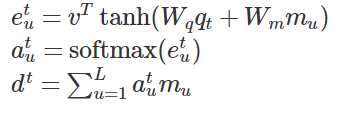 e_u^t = v^T tanh(W_q q_t + W_m m_u)
a_u^t = softmax(e_u^t)
d^t = ∑_{u=1}^L a_u^t m_u